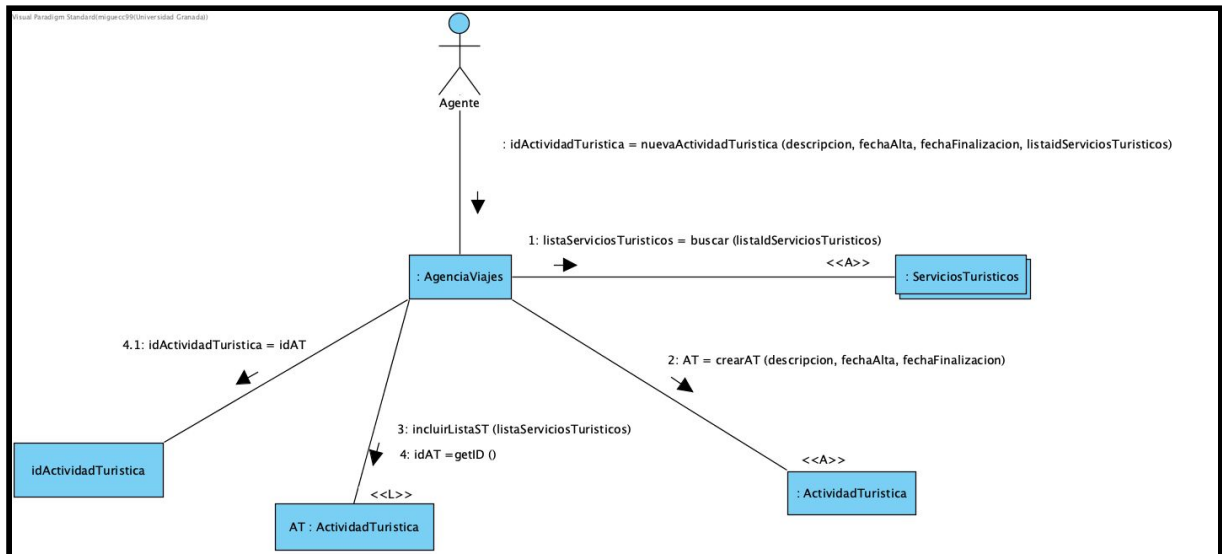 Visual Paradigm Standard(miguecc99(Universidad Granada))
Agente
: idActividadTuristica = nuevaActividadTuristica (descripcion, fechaAlta, fechaFinalizacion, listaidServiciosTuristicos)
1: listaServiciosTuristicos = buscar (listaIdServiciosTuristicos)
<<A>>
: AgenciaViajes
: ServiciosTuristicos
4.1: idActividadTuristica = idAT
2: AT = crearAT (descripcion, fechaAlta, fechaFinalizacion)
3: incluirListaST (listaServiciosTuristicos)
4: idAT =getID ()
idActividadTuristica
<<A>>
: ActividadTuristica
<<L>>
AT : ActividadTuristica